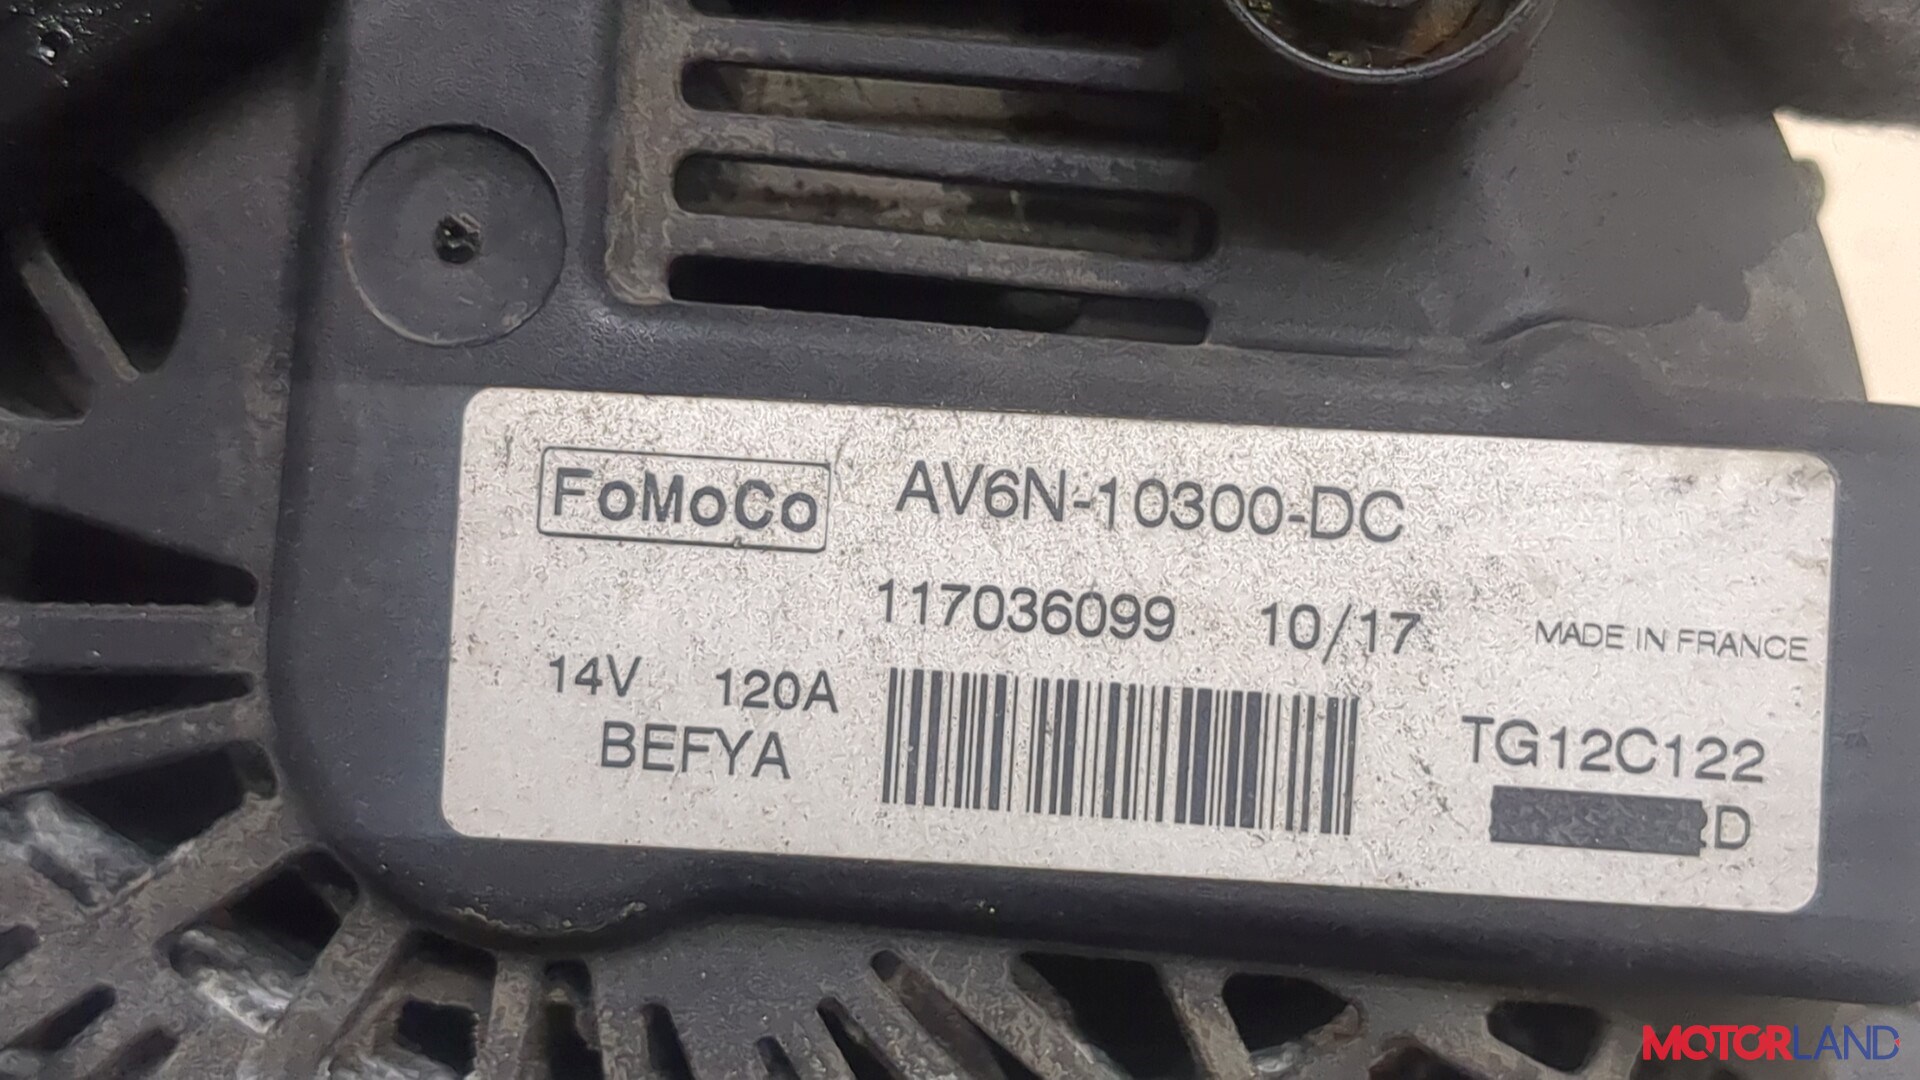 FoMoCo AV6N-10300-DC
117036099 10/17 MADE IN FRANCE
14V 120A
BEFYA
TG12C122
D
MOTORLAND